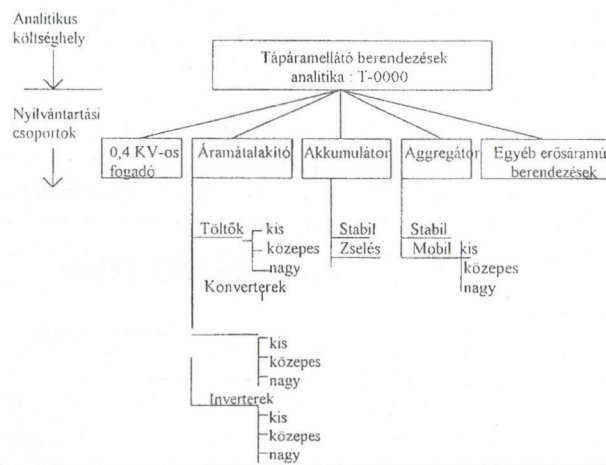 Analitikus
költséghely
Tápáramellátó berendezések
analitika : T-0000
Nyilvántartási
csoportok
0,4 KV-os
fogadó
Áramátalakító
Akkumulátor
Aggregátor
Egyéb erősáramú
berendezések
Töltők
kis
közepes
nagy
Konverterek
Stabil
Zselés
Stabil
Mobil
kis
közepes
nagy
kis
közepes
nagy
Inverterek
kis
közepes
nagy